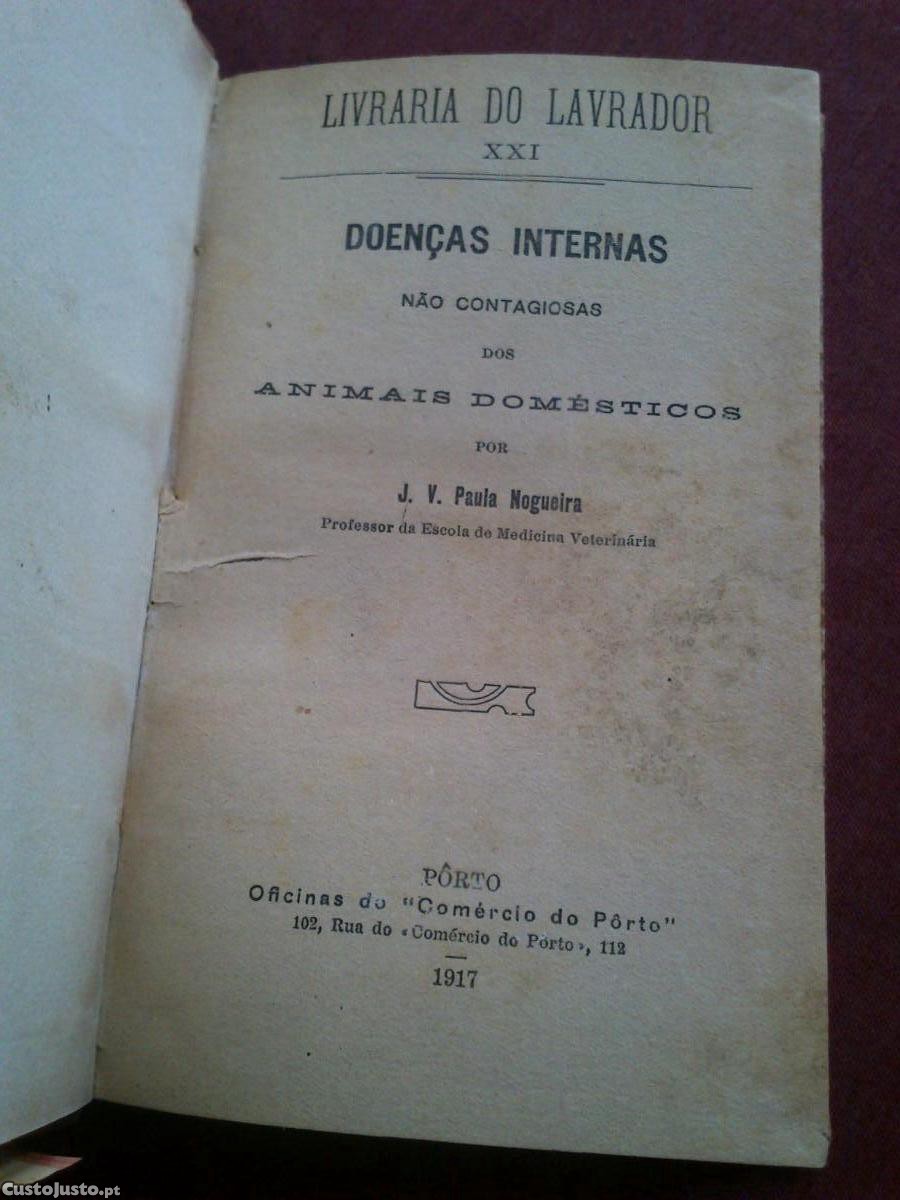 LIVRARIA DO LAVRADOR
XXI
DOENÇAS INTERNAS
NÃO CONTAGIOSAS
DOS
ANIMAIS DOMÉSTICOS
POR
J. V. Paula Nogueira
Professor da Escola de Medicina Veterinária
PÔRTO
Oficinas do "Comércio do Pôrto"
102, Rua do «Comércio do Pôrto», 112
1917
CustoJusto.pt